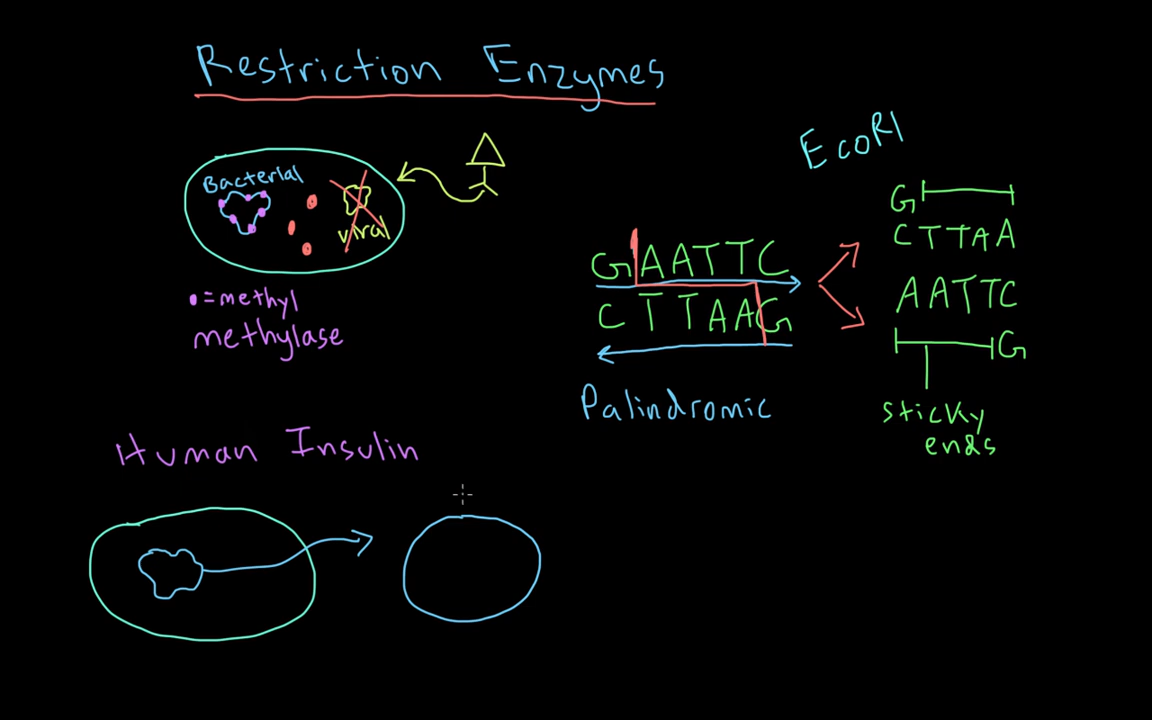 Restriction Enzymes
EcoRI
Bacterial
viral
= methyl
methylase
GAATTC
CTTAAG
Palindromic
G
CTTAA
AATTC
G
sticky
ends
Human Insulin